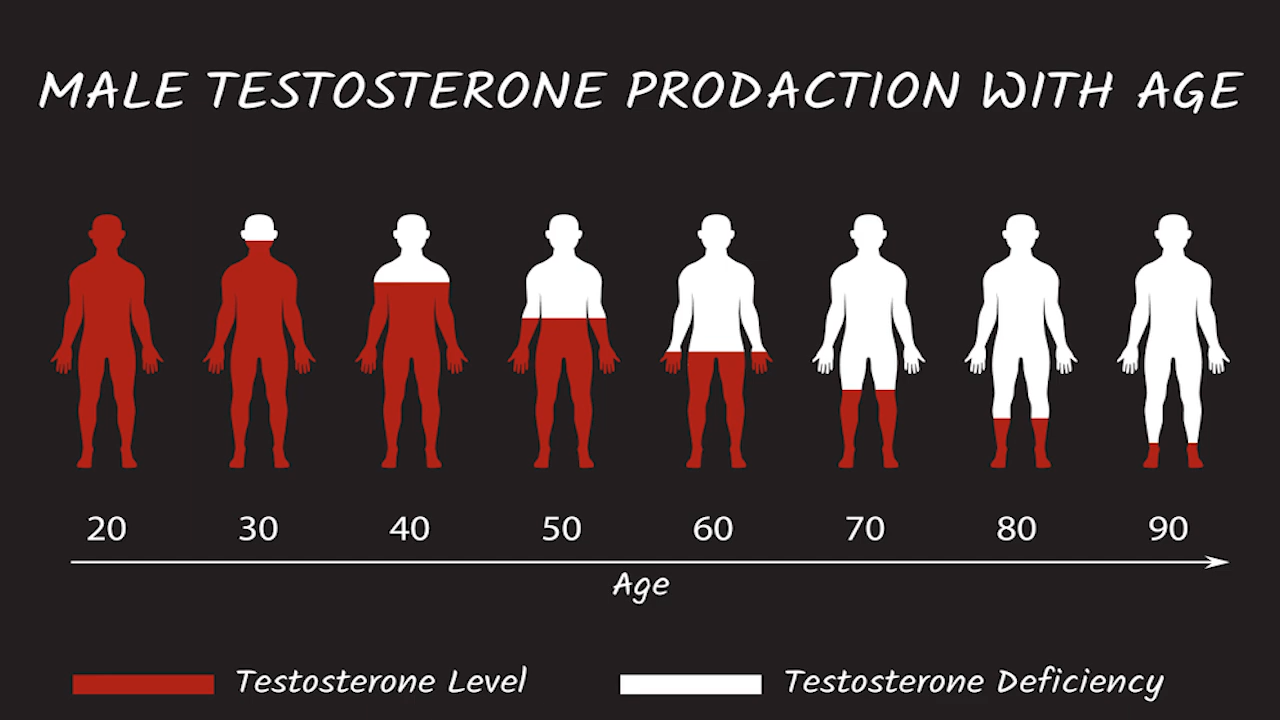 MALE TESTOSTERONE PRODACTION WITH AGE
20 30 40 50 60 70 80 90
Age
Testosterone Level Testosterone Deficiency